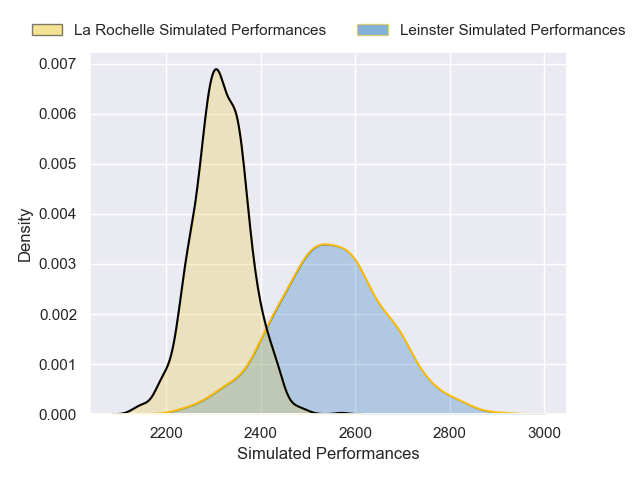 La Rochelle Simulated Performances Leinster Simulated Performances
0.007
0.006
0.005
0.004
0.003
0.002
0.001
0.000
Density
2200 2400 2600 2800 3000
Simulated Performances